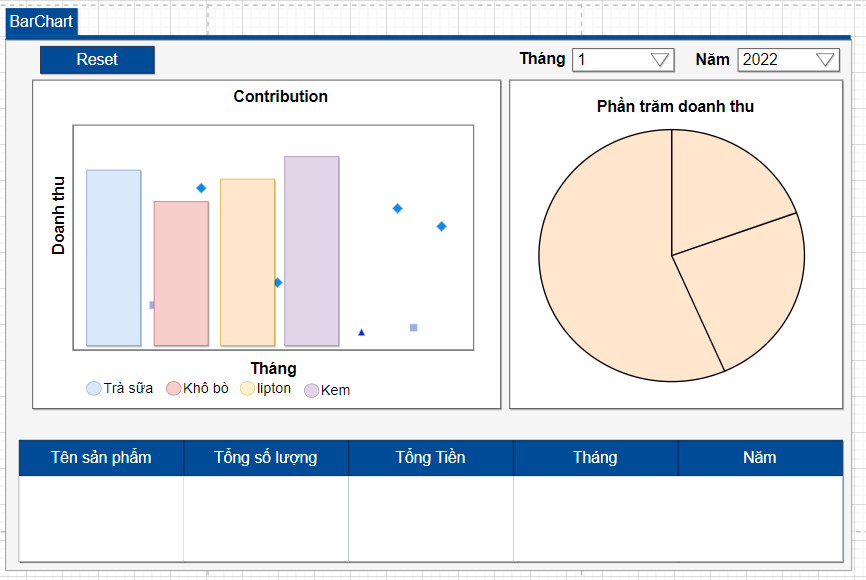 BarChart
Reset
Tháng 1 Năm 2022
Contribution
Doanh thu
Tháng
Trà sữa Khô bò lipton Kem
Phần trăm doanh thu
Tên sản phẩm Tổng số lượng Tổng Tiền Tháng Năm